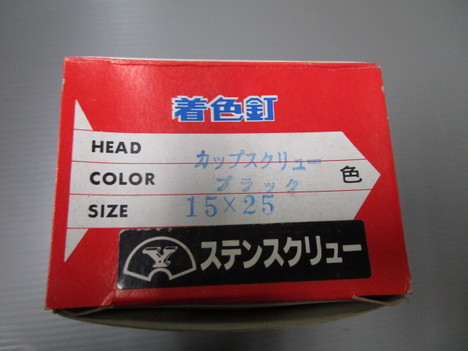 着色釘
HEAD カップスクリュー
COLOR ブラック 色
SIZE 15×25
Y ステンスクリュー